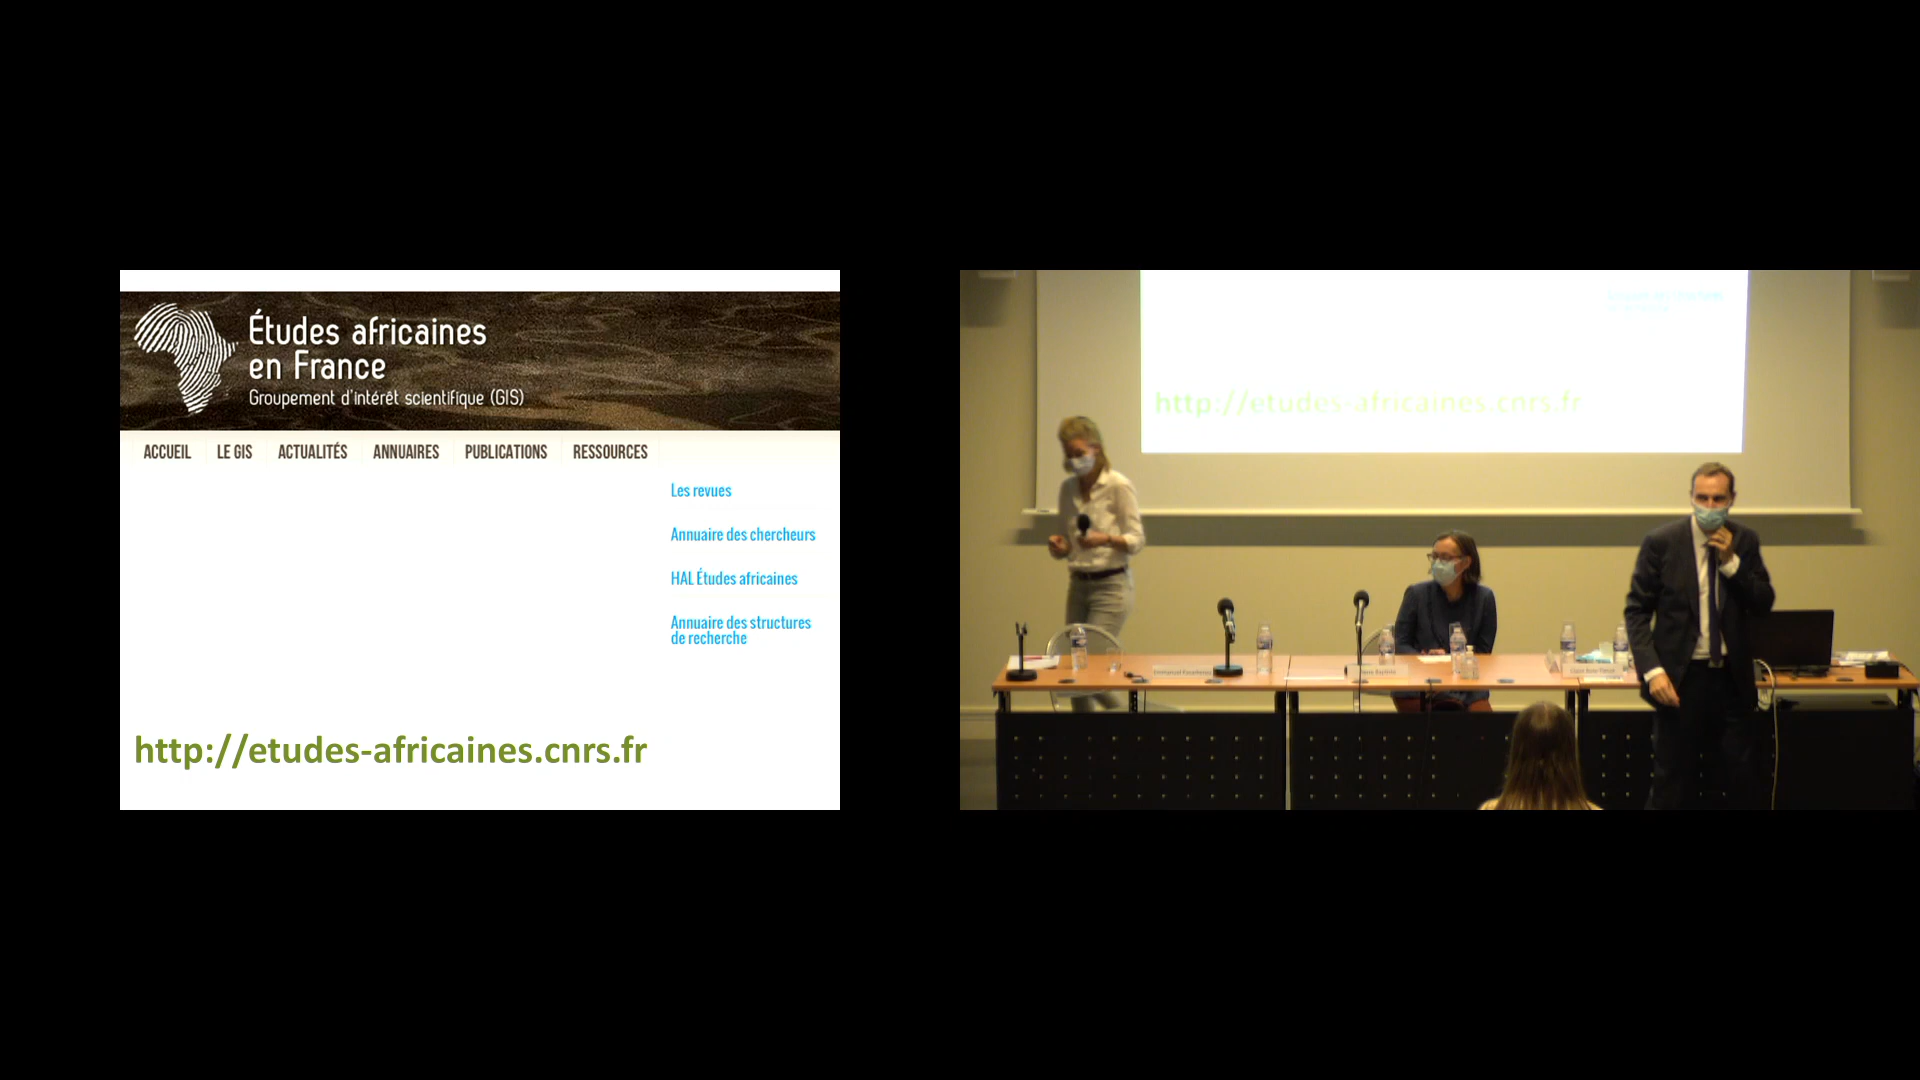 Études africaines
en France
Groupement d'intérêt scientifique (GIS)
ACCUEIL LE GIS ACTUALITÉS ANNUAIRES PUBLICATIONS RESSOURCES
Les revues
Annuaire des chercheurs
HAL Études africaines
Annuaire des structures
de recherche
http://etudes-africaines.cnrs.fr
http://etudes-africaines.cnrs.fr